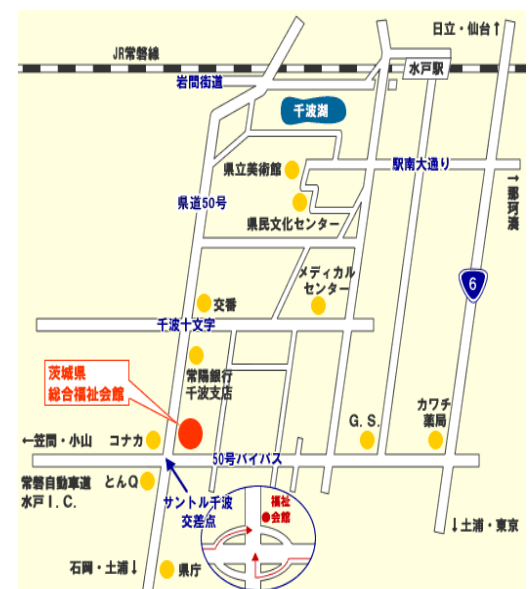 日立・仙台↑
JR常磐線
水戸駅
岩間街道
千波湖
県立美術館
駅南大通り
→那珂湊
県道50号
県民文化センター
メディカル
センター
6
交番
千波十文字
茨城県
総合福祉会館
常陽銀行
千波支店
カワチ
薬局
G.S.
←笠間・小山
コナカ
50号バイパス
常磐自動車道
水戸I.C.
とんQ
サントル千波
交差点
福祉
会館
↓土浦・東京
石岡・土浦↓
県庁